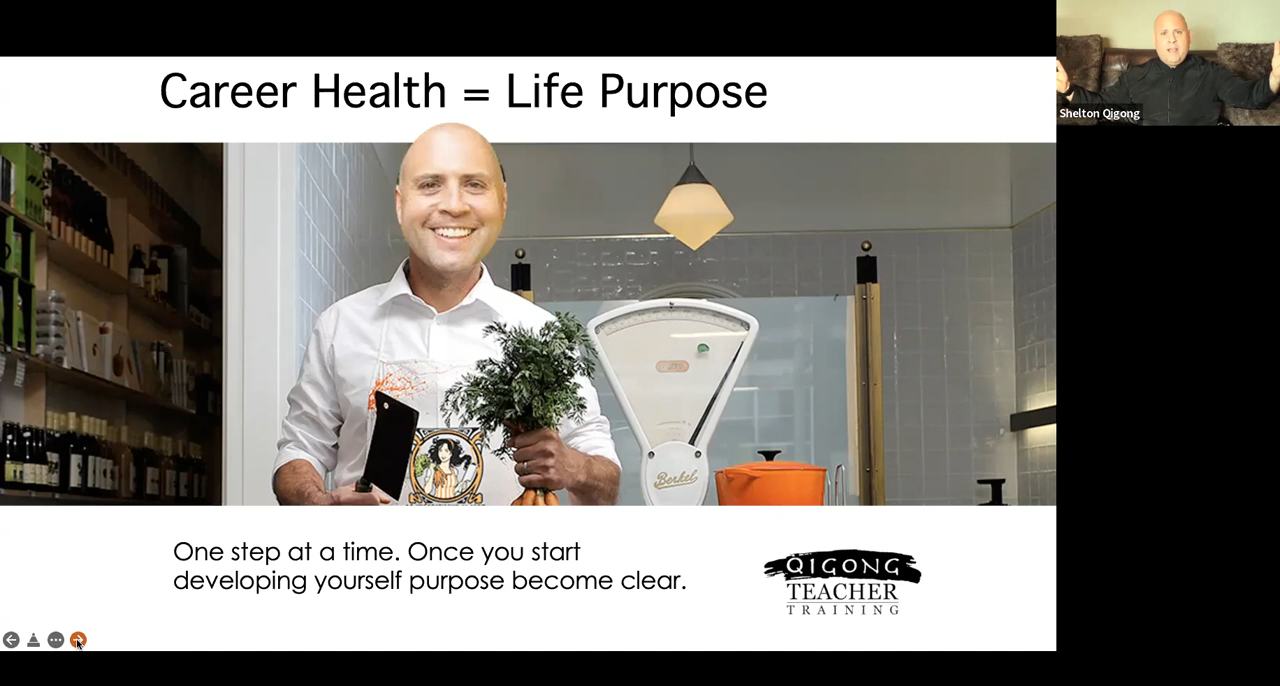 Career Health = Life Purpose
Shelton Qigong
Berkel
One step at a time. Once you start
developing yourself purpose become clear.
QIGONG
TEACHER
TRAINING